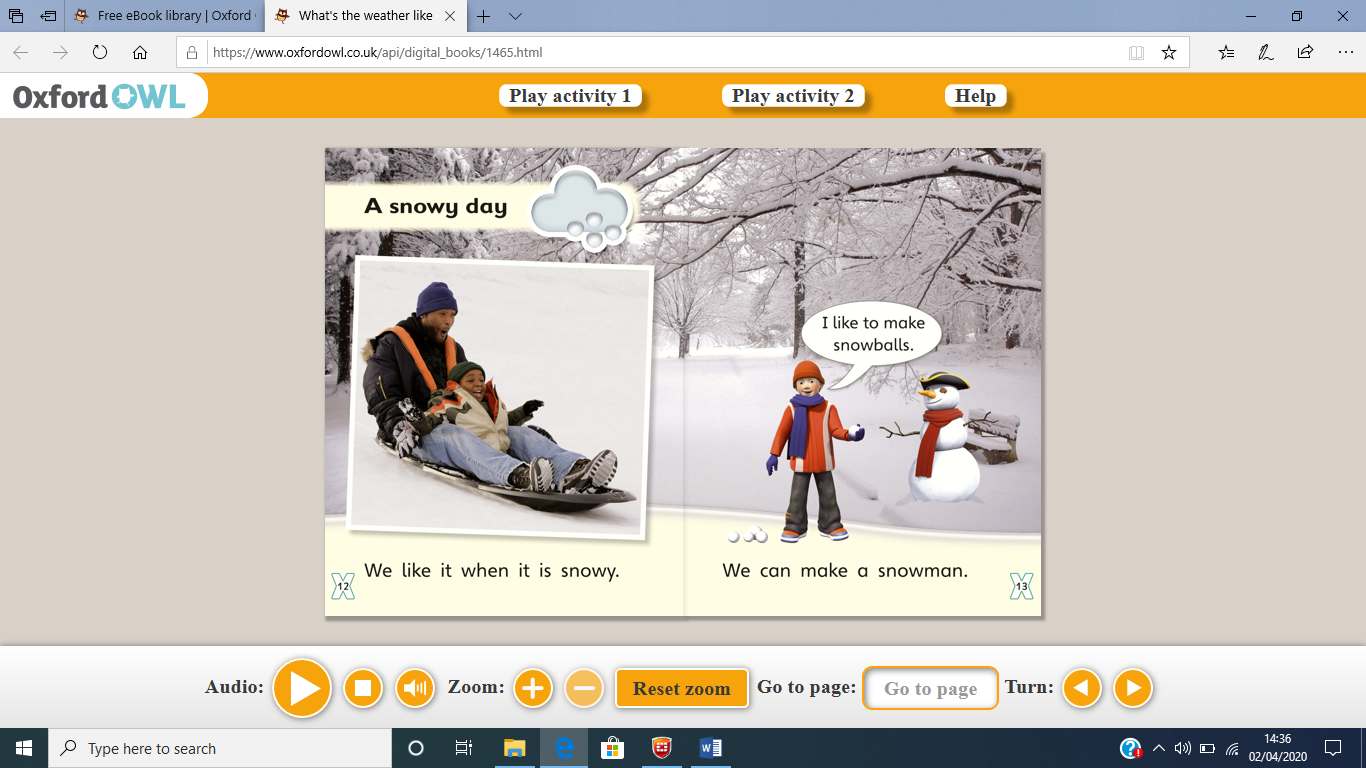 Free eBook library | Oxford
What's the weather like
https://www.oxfordowl.co.uk/api/digital_books/1465.html
Oxford OWL
Play activity 1
Play activity 2
Help
A snowy day
I like to make
snowballs.
We like it when it is snowy.
We can make a snowman.
12
13
Audio:
Zoom:
Reset zoom
Go to page:
Go to page
Turn:
Type here to search
14:36
02/04/2020